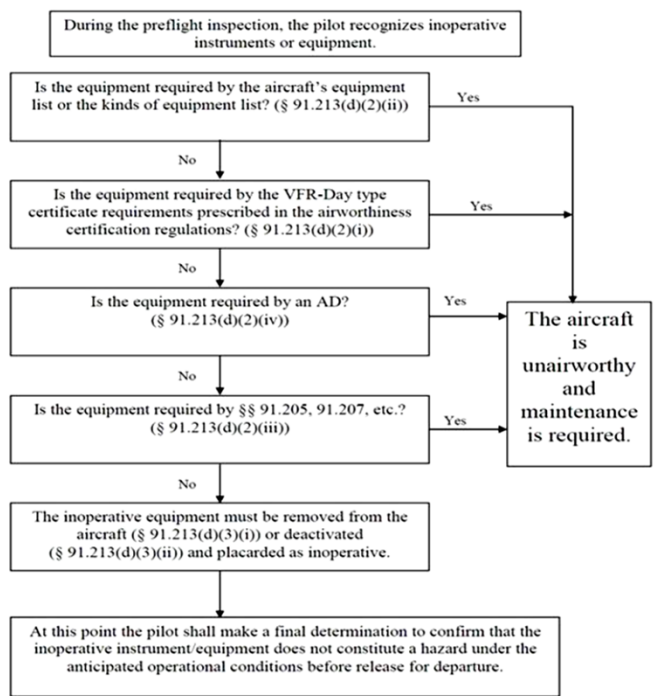 During the preflight inspection, the pilot recognizes inoperative
instruments or equipment.
Is the equipment required by the aircraft's equipment
list or the kinds of equipment list? (§ 91.213(d)(2)(ii))
Yes
No
Is the equipment required by the VFR-Day type
certificate requirements prescribed in the airworthiness
certification regulations? (§ 91.213(d)(2)(i))
Yes
No
Is the equipment required by an AD?
(§ 91.213(d)(2)(iv))
Yes
No
Is the equipment required by §§ 91.205, 91.207, etc.?
(§ 91.213(d)(2)(iii))
Yes
The aircraft
is
unairworthy
and
maintenance
is required.
No
The inoperative equipment must be removed from the
aircraft (§ 91.213(d)(3)(i)) or deactivated
(§ 91.213(d)(3)(ii)) and placarded as inoperative.
At this point the pilot shall make a final determination to confirm that the
inoperative instrument/equipment does not constitute a hazard under the
anticipated operational conditions before release for departure.